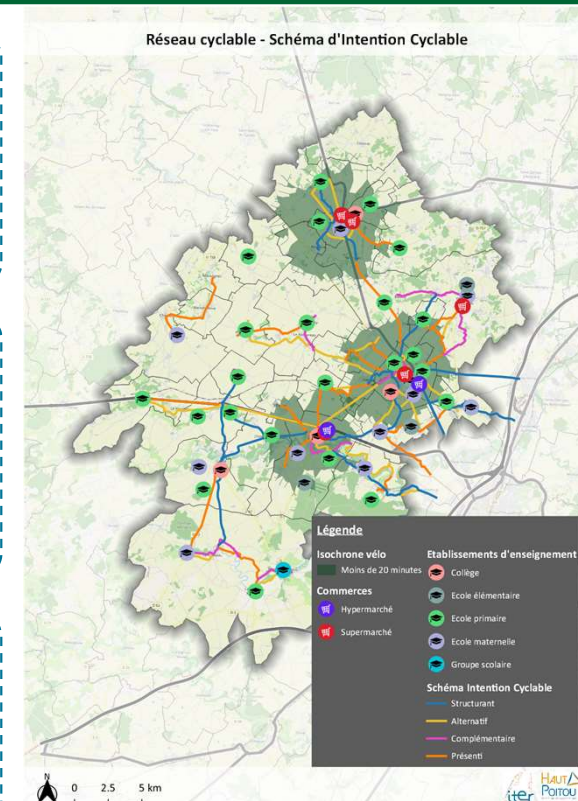 Réseau cyclable - Schéma d'Intention Cyclable
Légende
Isochrone vélo
Moins de 20 minutes
Commerces
Hypermarché
Supermarché
Etablissements d'enseignement
Collège
Ecole élémentaire
Ecole primaire
Ecole maternelle
Groupe scolaire
Schéma Intention Cyclable
Structurant
Alternatif
Complémentaire
Présenti
N
0 2.5 5 km
iter
HAUT
POITOU